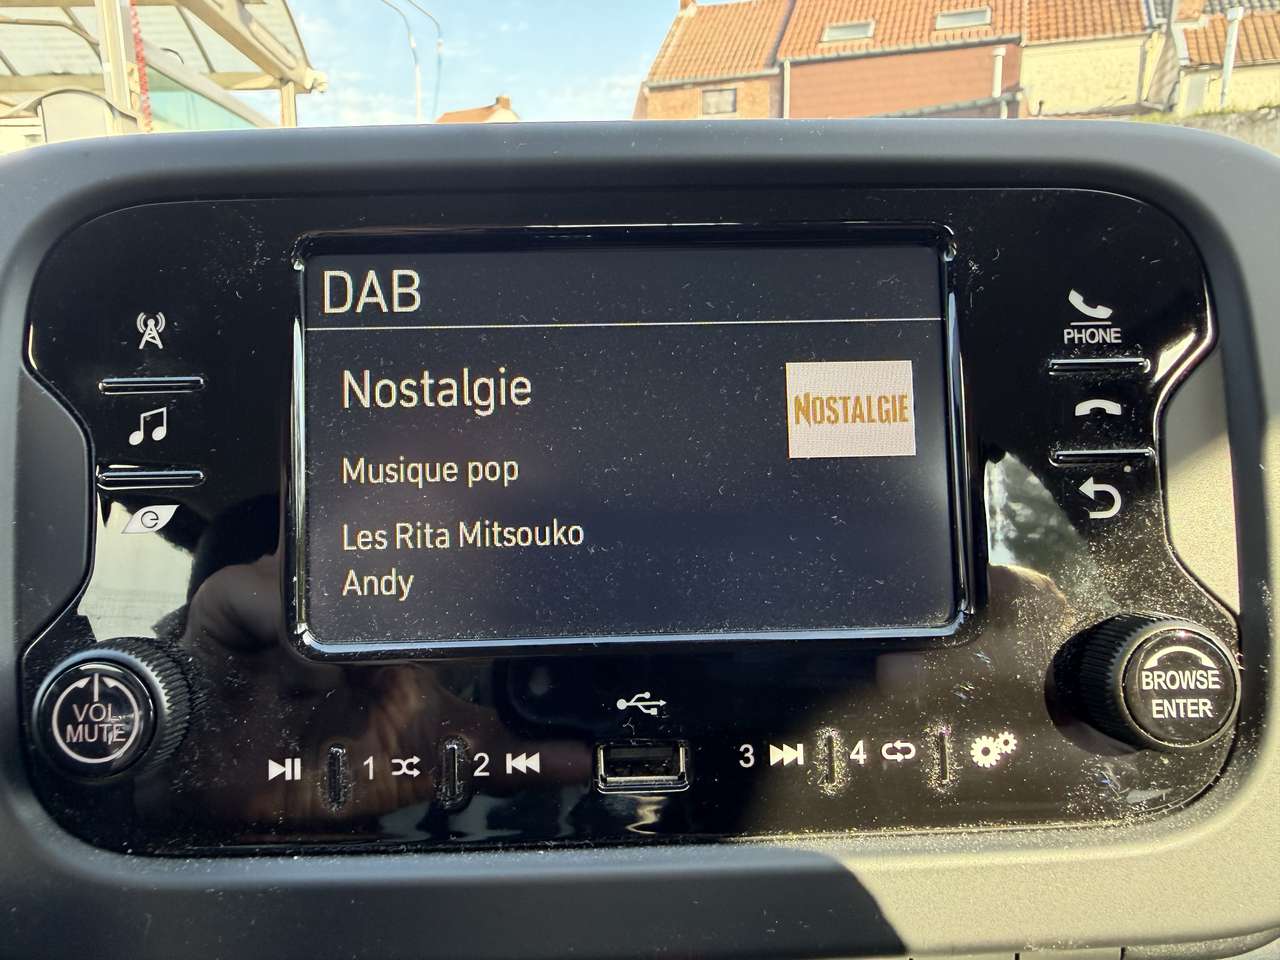 DAB
Nostalgie
NOSTALGIE
Musique pop
Les Rita Mitsouko
Andy
PHONE
e
VOL
MUTE
BROWSE
ENTER
1
2
3
4